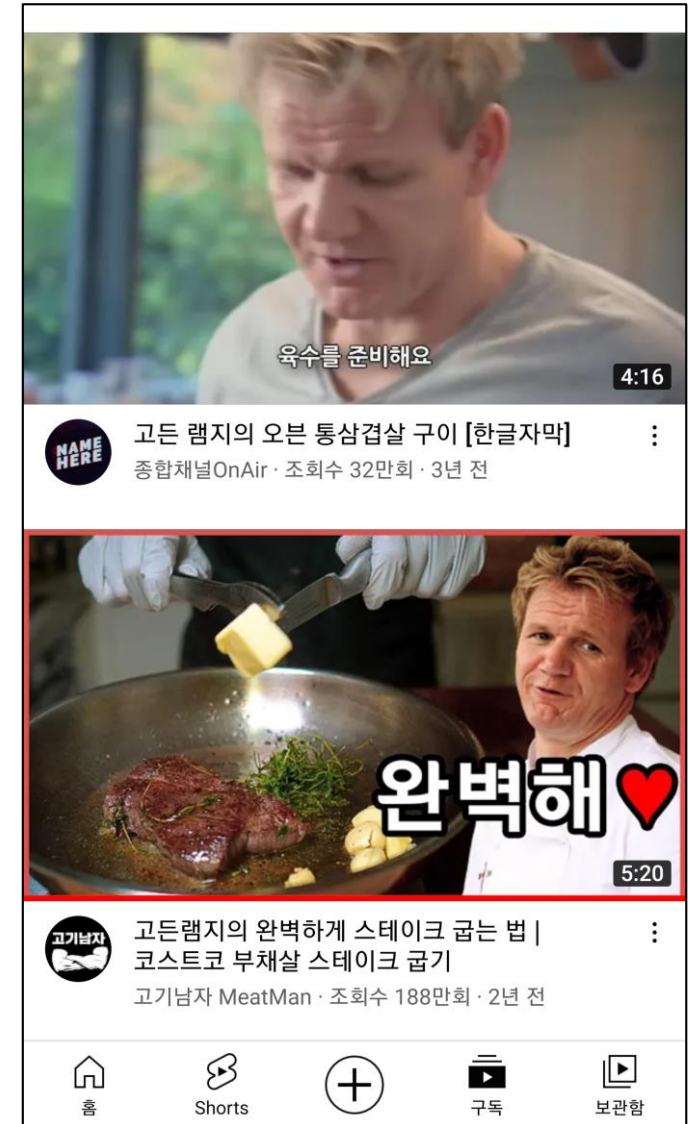 육수를 준비해요
4:16
NAME
HERE
고든 램지의 오븐 통삼겹살 구이 [한글자막]
종합채널OnAir · 조회수 32만회 · 3년 전
완벽해♥
5:20
고기남자
고든램지의 완벽하게 스테이크 굽는 법 |
코스트코 부채살 스테이크 굽기
고기남자 MeatMan · 조회수 188만회 · 2년 전
홈
Shorts
구독
보관함